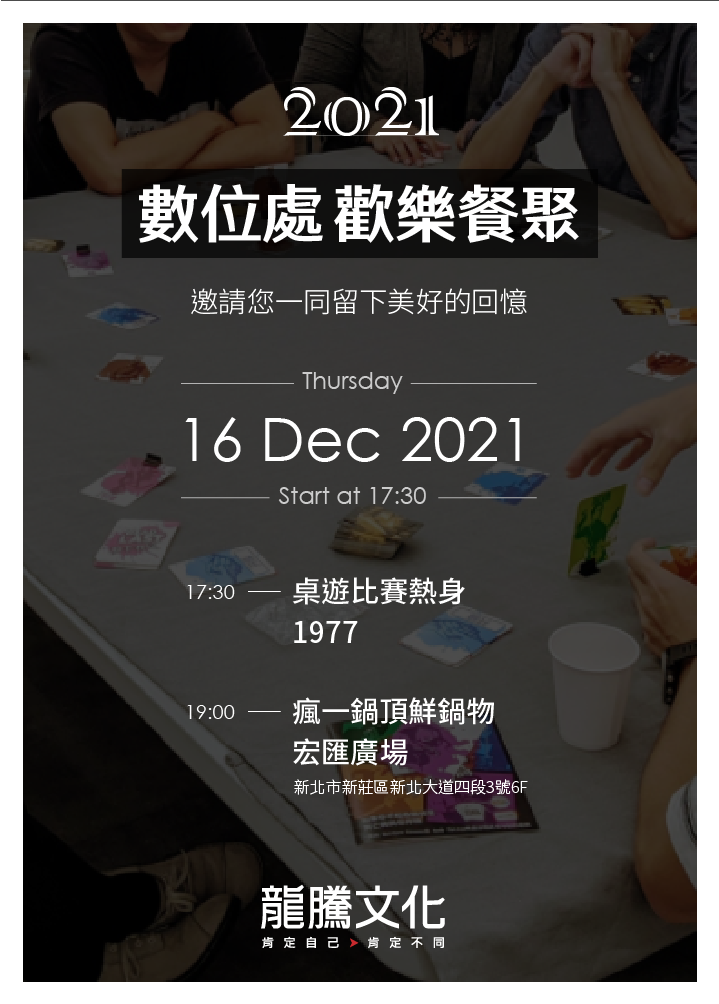 2021
數位處 歡樂餐聚
邀請您一同留下美好的回憶
Thursday
16 Dec 2021
Start at 17:30
17:30 桌遊比賽熱身
1977
19:00 瘋一鍋頂鮮鍋物
宏匯廣場
新北市新莊區新北大道四段3號6F
龍騰文化
肯定自己➤肯定不同